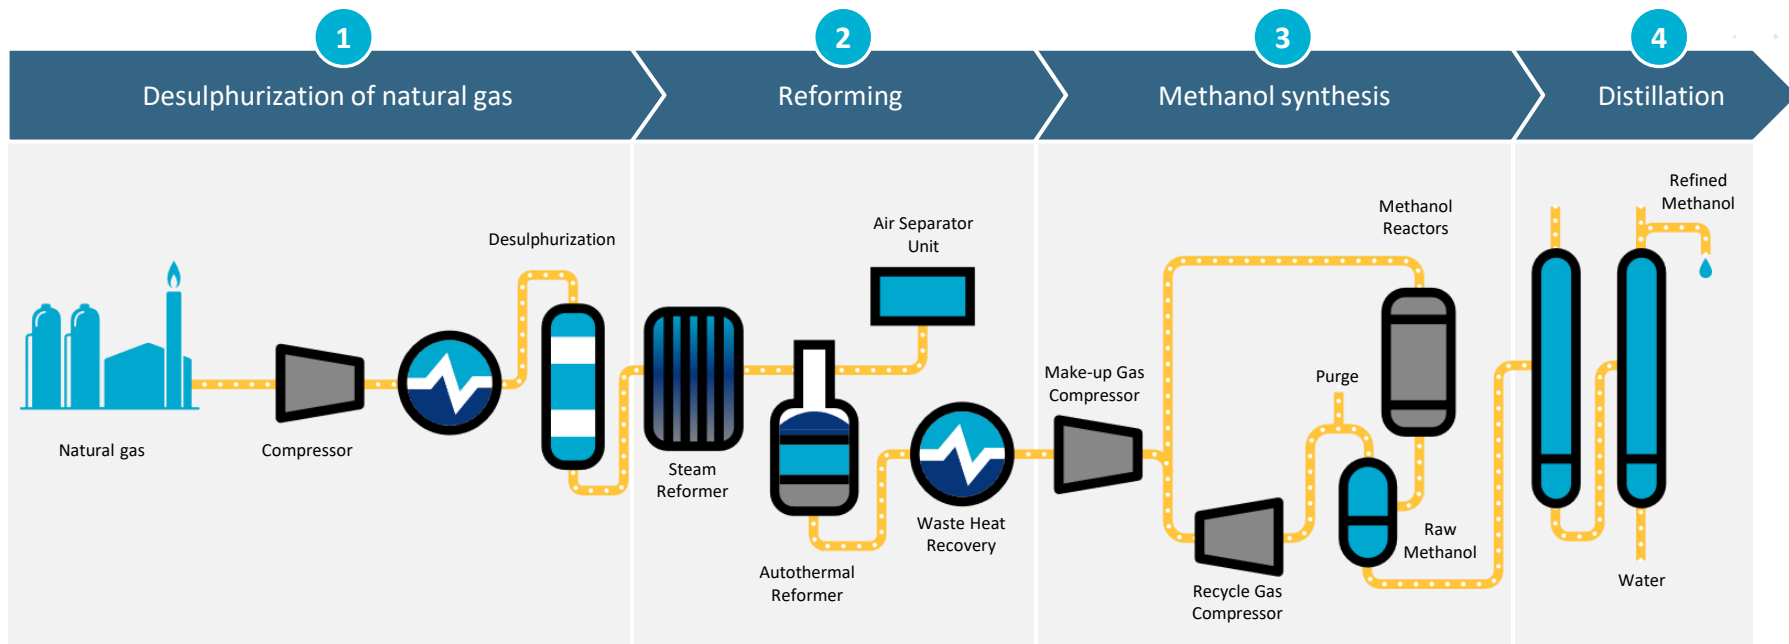 1
2
3
4
Desulphurization of natural gas
Reforming
Methanol synthesis
Distillation
Natural gas
Compressor
Desulphurization
Steam
Reformer
Air Separator
Unit
Autothermal
Reformer
Waste Heat
Recovery
Make-up Gas
Compressor
Recycle Gas
Compressor
Purge
Methanol
Reactors
Raw
Methanol
Refined
Methanol
Water